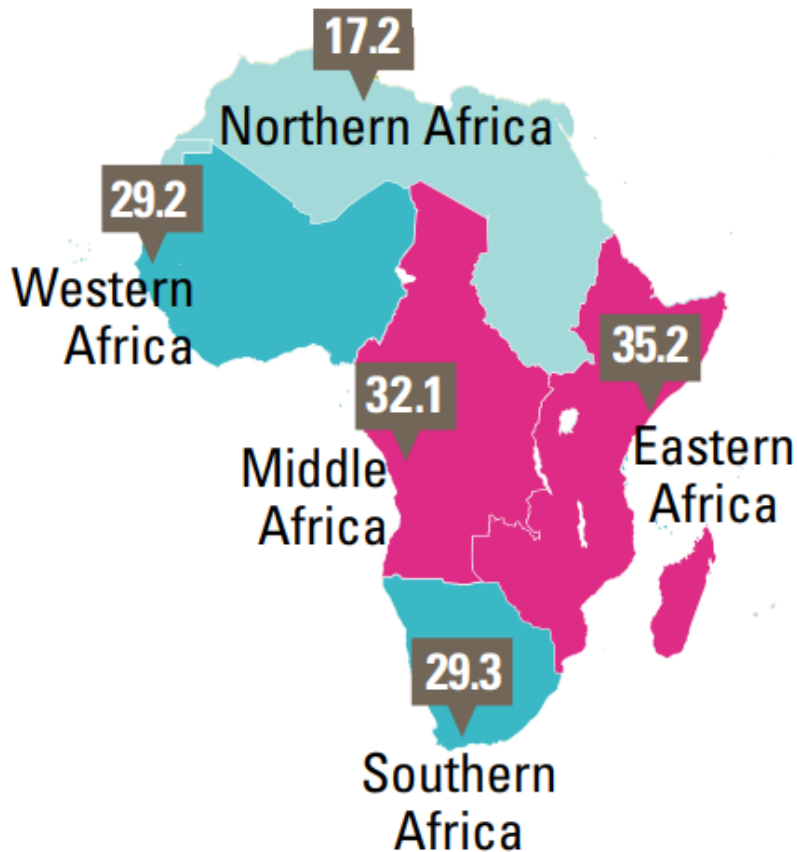 17.2
Northern Africa
29.2
Western
Africa
35.2
Eastern
Africa
32.1
Middle
Africa
29.3
Southern
Africa